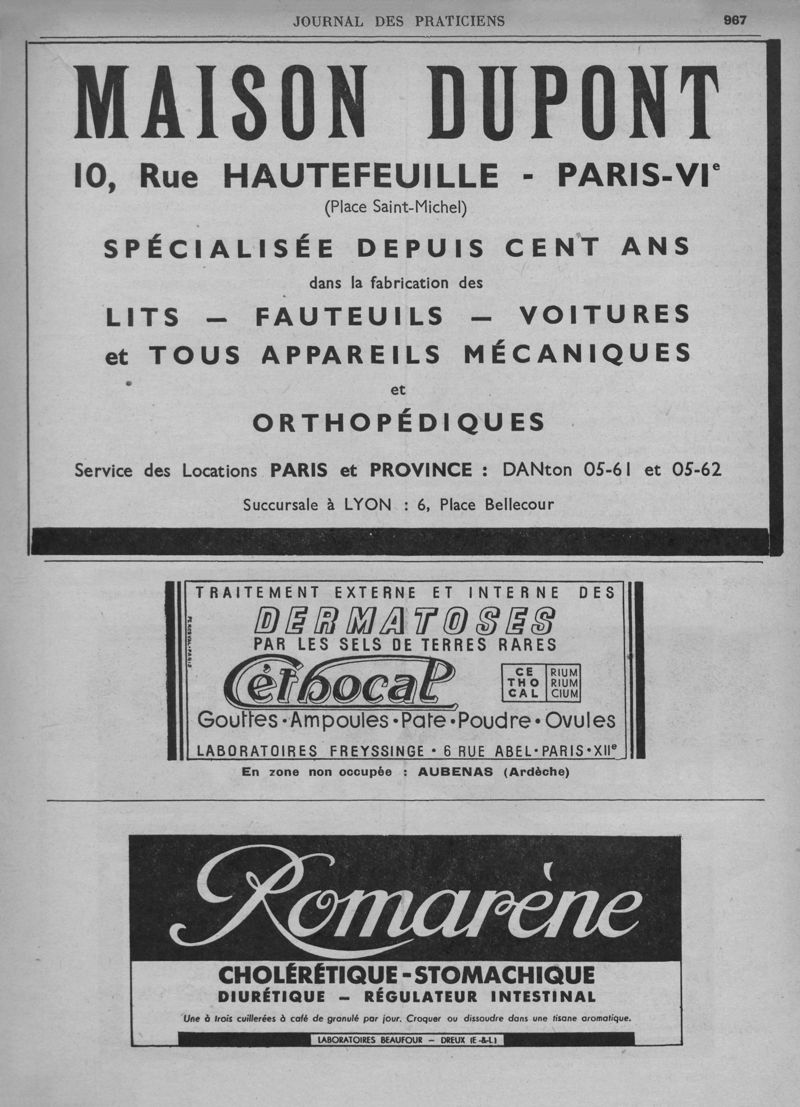 JOURNAL DES PRATICIENS 967
MAISON DUPONT
10, Rue HAUTEFEUILLE - PARIS-VIe
(Place Saint-Michel)
SPÉCIALISÉE DEPUIS CENT ANS
dans la fabrication des
LITS — FAUTEUILS — VOITURES
et TOUS APPAREILS MÉCANIQUES
et
ORTHOPÉDIQUES
Service des Locations PARIS et PROVINCE : DANton 05-61 et 05-62
Succursale à LYON : 6, Place Bellecour
TRAITEMENT EXTERNE ET INTERNE DES
DERMATOSES
PAR LES SELS DE TERRES RARES
Cèthocal
CE RIUM
THO RIUM
CAL CIUM
Gouttes•Ampoules•Pate•Poudre•Ovules
LABORATOIRES FREYSSINGE • 6 RUE ABEL•PARIS•XIIe
En zone non occupée : AUBENAS (Ardèche)
Romarène
CHOLÉRÉTIQUE-STOMACHIQUE
DIURÉTIQUE — RÉGULATEUR INTESTINAL
Une à trois cuillerées à café de granulé par jour. Croquer ou dissoudre dans une tisane aromatique.
LABORATOIRES BEAUFOUR — DREUX (E-&-L)